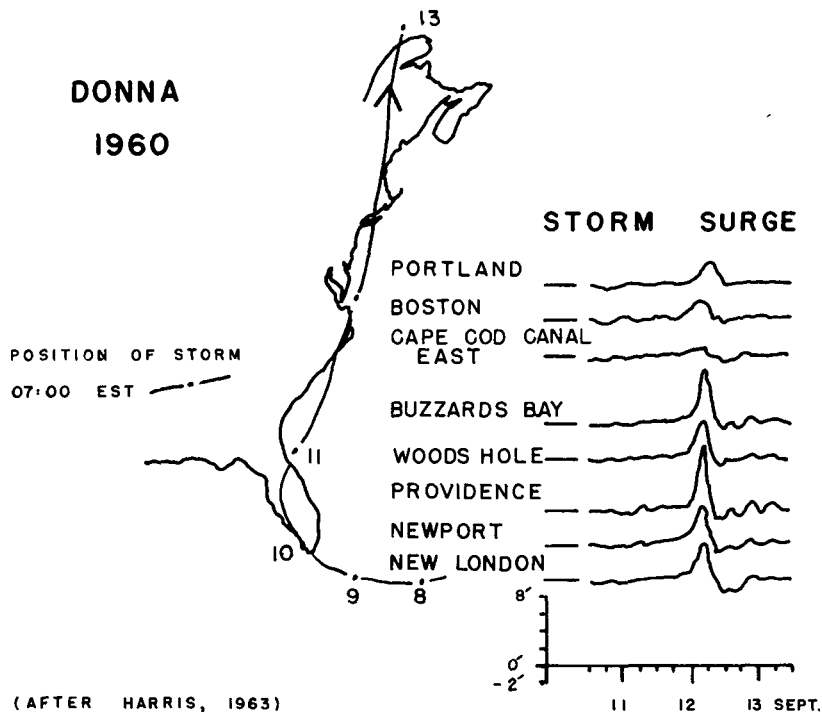 13
DONNA
1960
STORM SURGE
PORTLAND
BOSTON
CAPE COD CANAL
EAST
POSITION OF STORM
07:00 EST
BUZZARDS BAY
11
WOODS HOLE
PROVIDENCE
NEWPORT
10
NEW LONDON
9
8
8'
0'
-2'
(AFTER HARRIS, 1963)
11 12 13 SEPT.